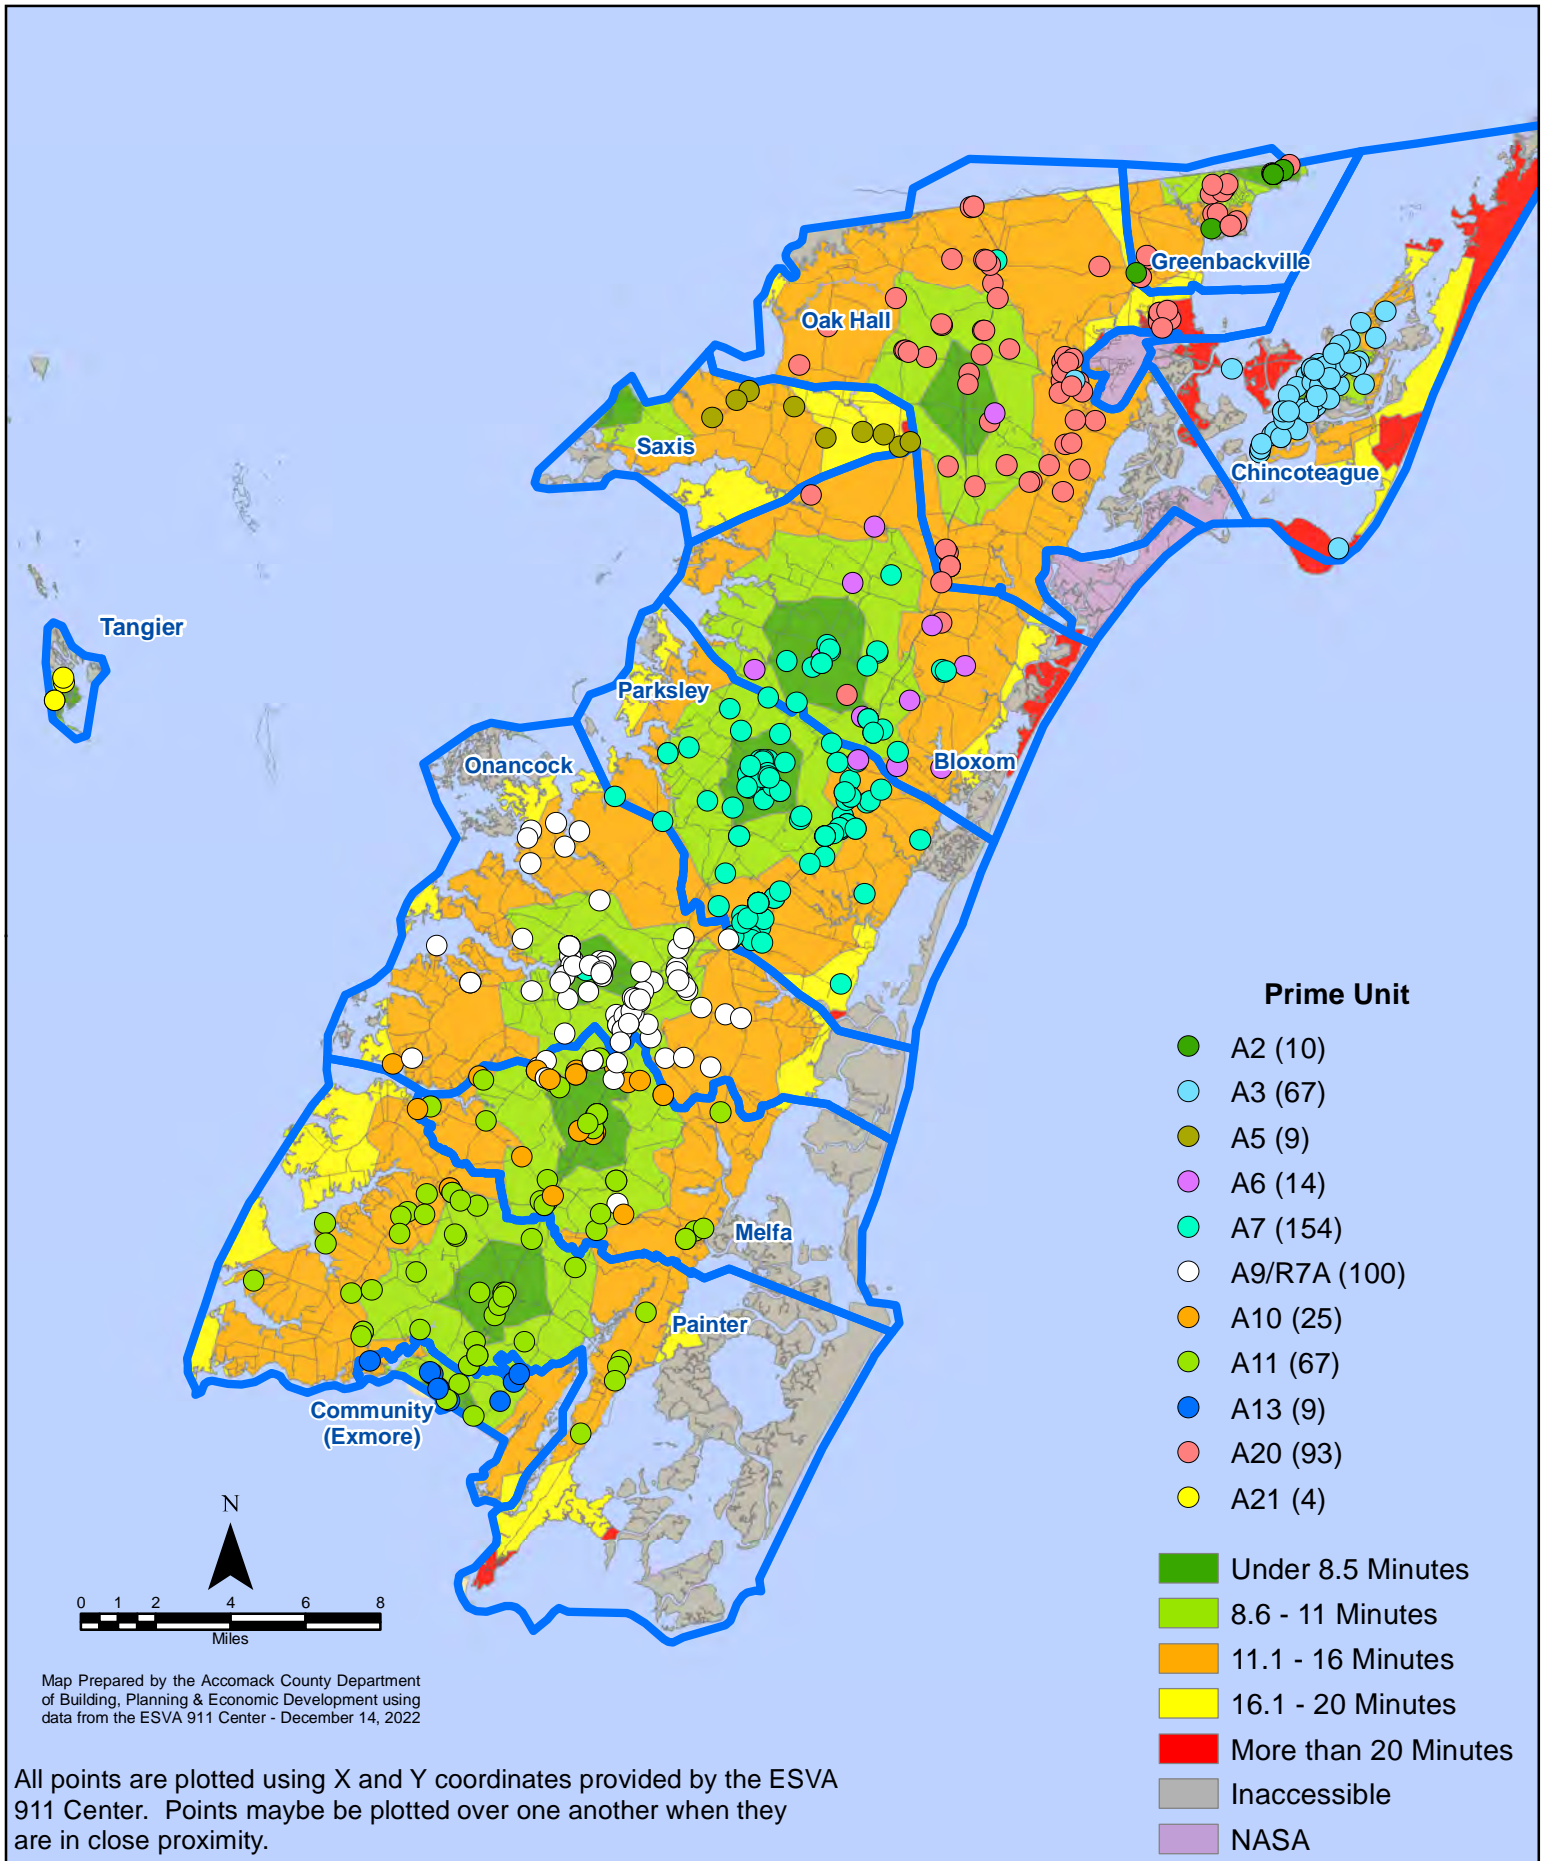 Greenbackville
Oak Hall
Saxis
Chincoteague
Tangier
Parksley
Onancock
Bloxom
Prime Unit
A2 (10)
A3 (67)
A5 (9)
A6 (14)
A7 (154)
A9/R7A (100)
A10 (25)
A11 (67)
A13 (9)
A20 (93)
A21 (4)
Melfa
Painter
Community
(Exmore)
Under 8.5 Minutes
8.6 - 11 Minutes
11.1 - 16 Minutes
16.1 - 20 Minutes
More than 20 Minutes
Inaccessible
NASA
N
0 1 2 4 6 8
Miles
Map Prepared by the Accomack County Department
of Building, Planning & Economic Development using
data from the ESVA 911 Center - December 14, 2022
All points are plotted using X and Y coordinates provided by the ESVA
911 Center.  Points maybe be plotted over one another when they
are in close proximity.